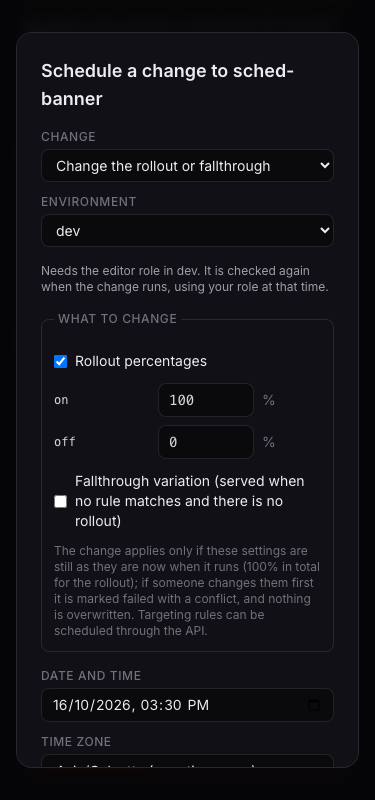 Schedule a change to sched-
banner
CHANGE
Change the rollout or fallthrough
ENVIRONMENT
dev
Needs the editor role in dev. It is checked again
when the change runs, using your role at that time.
WHAT TO CHANGE
Rollout percentages
on 100 %
off 0 %
Fallthrough variation (served when
no rule matches and there is no
rollout)
The change applies only if these settings are
still as they are now when it runs (100% in total
for the rollout); if someone changes them first
it is marked failed with a conflict, and nothing
is overwritten. Targeting rules can be
scheduled through the API.
DATE AND TIME
16/10/2026, 03:30 PM
TIME ZONE